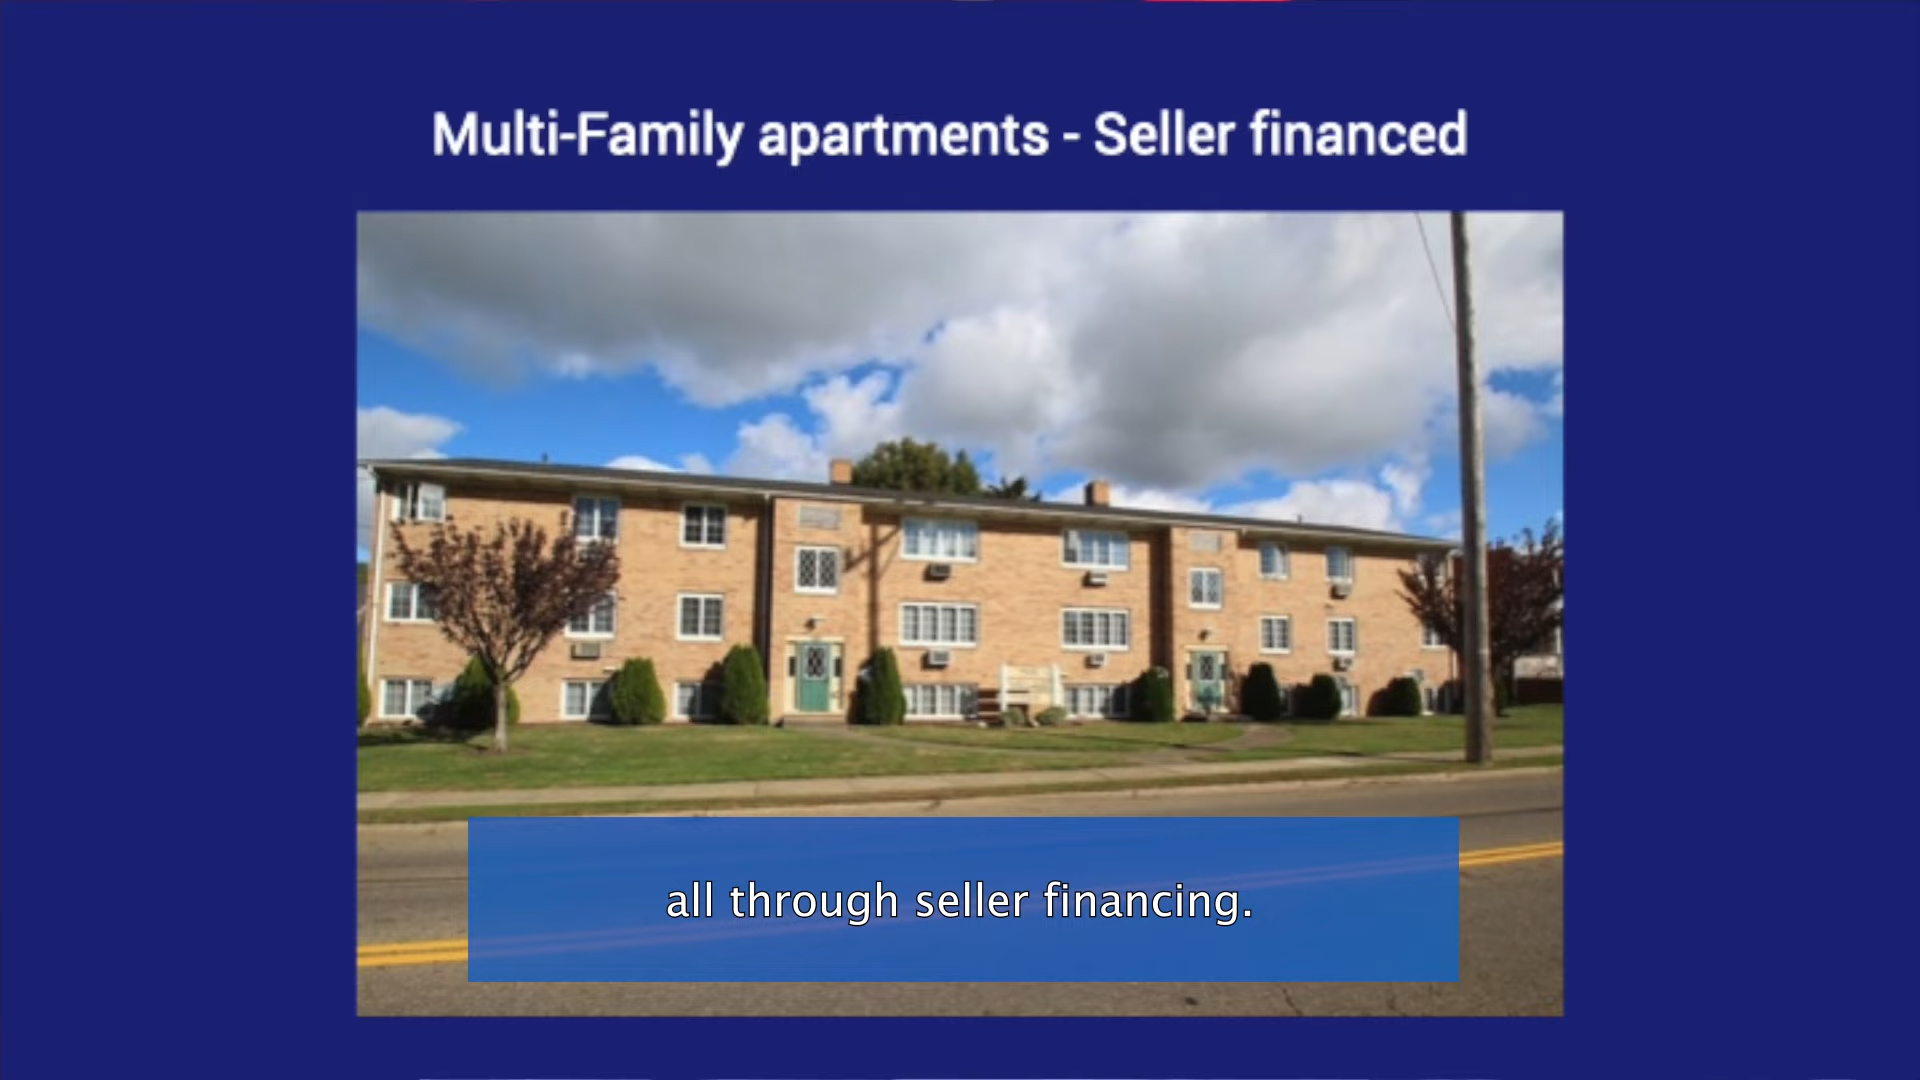 Multi-Family apartments - Seller financed
all through seller financing.